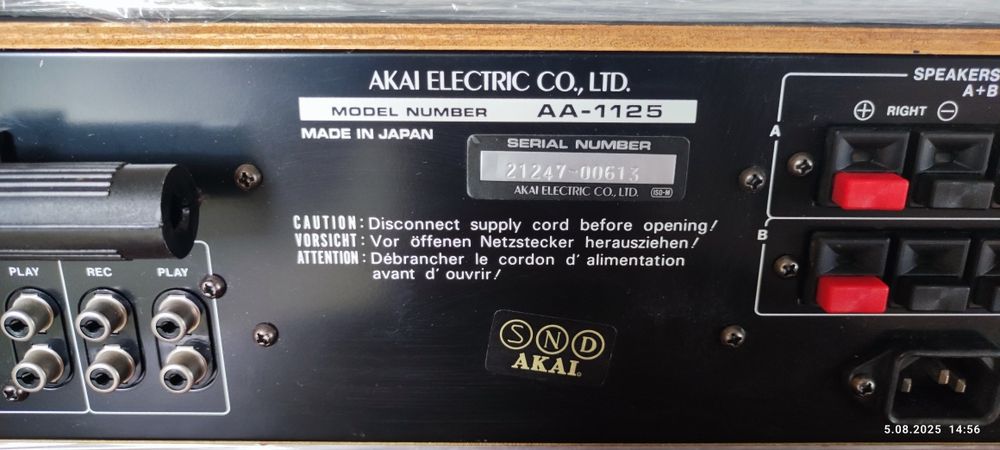 AKAI ELECTRIC CO., LTD.
MODEL NUMBER AA-1125
MADE IN JAPAN
SERIAL NUMBER
21247-00613
AKAI ELECTRIC CO., LTD. ISO-M
CAUTION : Disconnect supply cord before opening!
VORSICHT : Vor öffenen Netzstecker herausziehen!
ATTENTION : Débrancher le cordon d' alimentation
avant d' ouvrir!
SPEAKERS
A+B
+ RIGHT −
A
B
PLAY
REC
PLAY
SND
AKAI.
5.08.2025 14:56